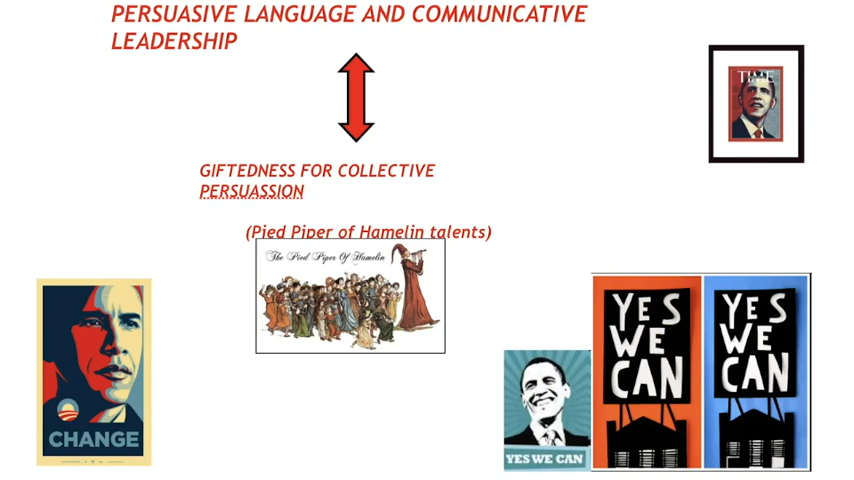 PERSUASIVE LANGUAGE AND COMMUNICATIVE
LEADERSHIP
TIME
GIFTEDNESS FOR COLLECTIVE
PERSUASSION
(Pied Piper of Hamelin talents)
The Pied Piper Of Hamelin
CHANGE
YES WE CAN
YES
WE
CAN
YES
WE
CAN